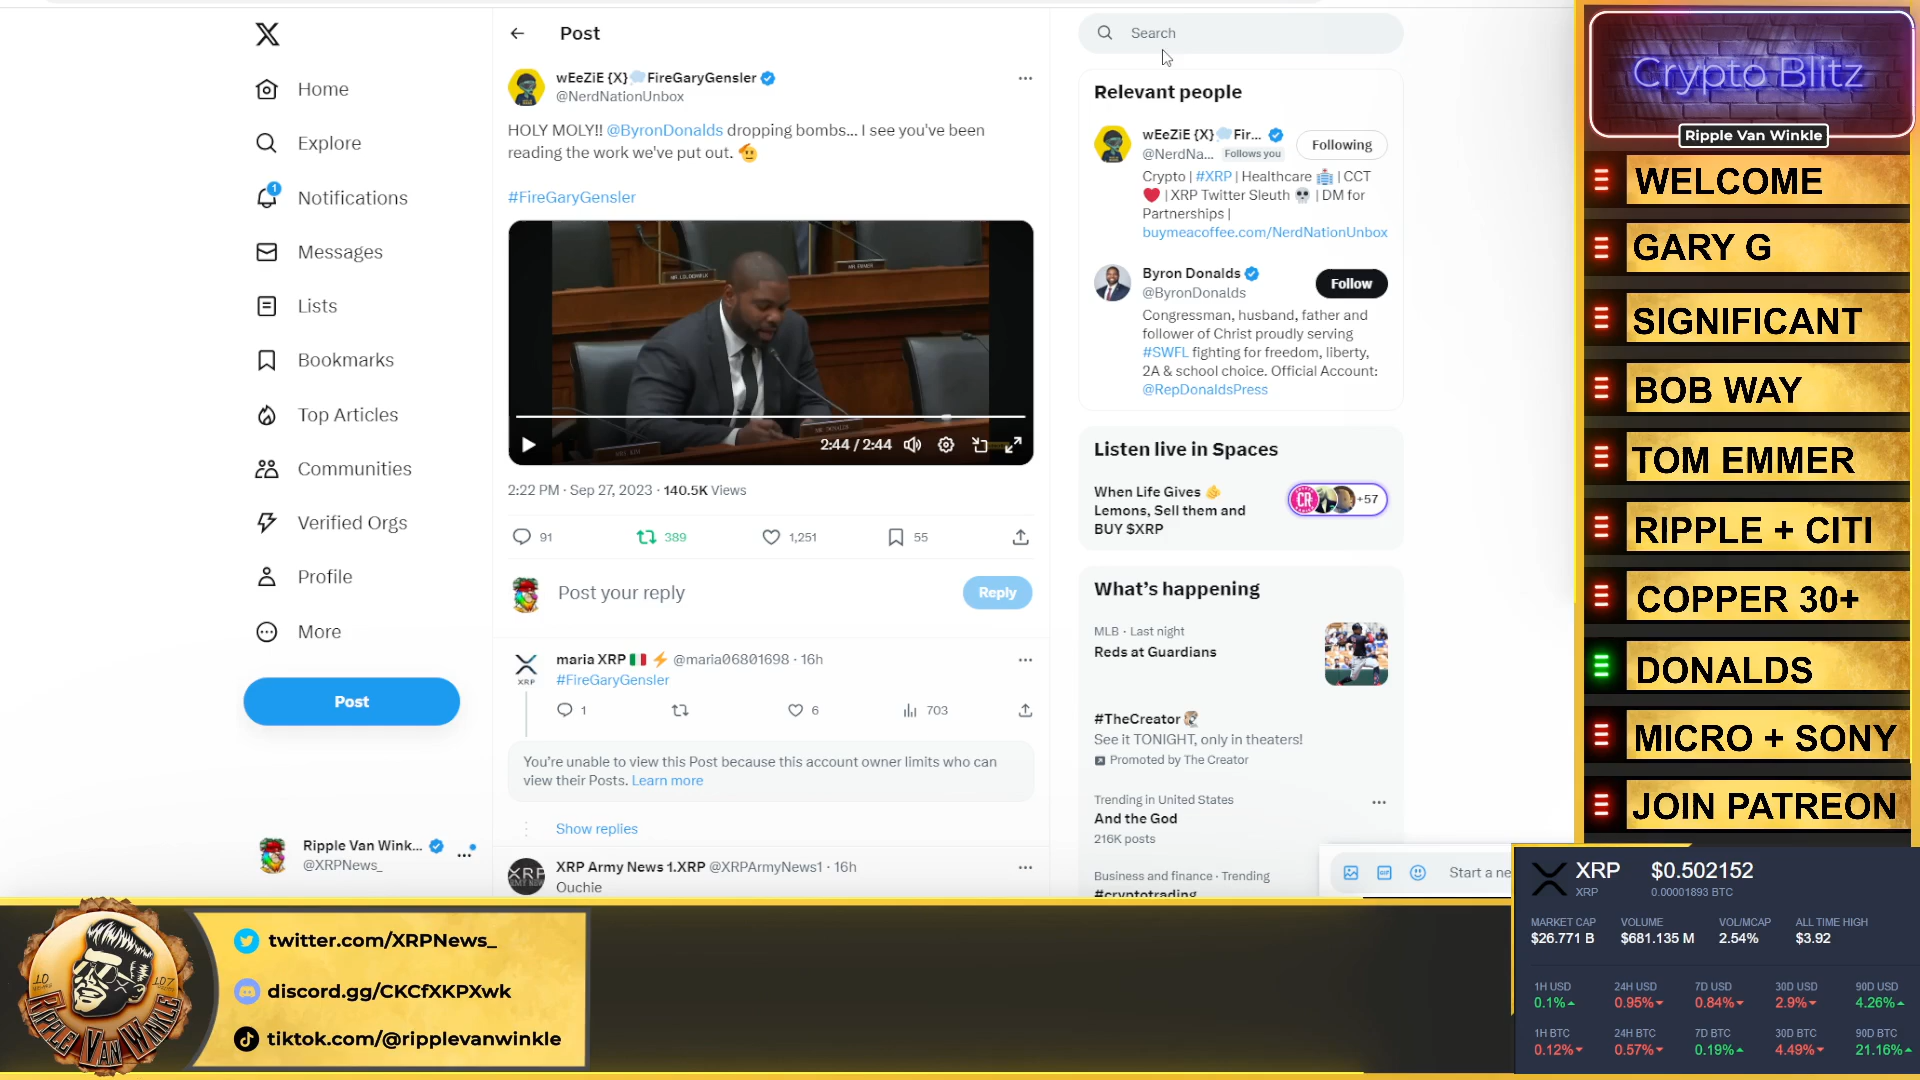 Home
Explore
1
Notifications
Messages
Lists
Bookmarks
Top Articles
Communities
Verified Orgs
Profile
More
Post
Ripple Van Wink...
@XRPNews_
Post
wEeZiE {X}💭FireGaryGensler
@NerdNationUnbox
HOLY MOLY!! @ByronDonalds dropping bombs... I see you've been
reading the work we've put out. 🫡
#FireGaryGensler
MR. DONALDS
2:44 / 2:44
2:22 PM · Sep 27, 2023 · 140.5K Views
91
389
1,251
55
Post your reply
Reply
XRP
maria XRP 🇮🇹 ⚡ @maria06801698 · 16h
#FireGaryGensler
1
6
703
You're unable to view this Post because this account owner limits who can
view their Posts. Learn more
Show replies
XRP Army News 1.XRP @XRPArmyNews1 · 16h
Ouchie
Search
Relevant people
wEeZiE {X}💭Fir...
@NerdNa... Follows you
Following
Crypto | #XRP | Healthcare 🏥 | CCT
❤️ | XRP Twitter Sleuth 💀 | DM for
Partnerships |
buymeacoffee.com/NerdNationUnbox
Byron Donalds
@ByronDonalds
Follow
Congressman, husband, father and
follower of Christ proudly serving
#SWFL fighting for freedom, liberty,
2A & school choice. Official Account:
@RepDonaldsPress
Listen live in Spaces
When Life Gives 🍋
Lemons, Sell them and
BUY $XRP
CR
+57
What's happening
MLB · Last night
Reds at Guardians
#TheCreator
See it TONIGHT, only in theaters!
Promoted by The Creator
Trending in United States
And the God
216K posts
Business and finance · Trending
#cryptotrading
GIF
Start a ne
Crypto Blitz
Ripple Van Winkle
WELCOME
GARY G
SIGNIFICANT
BOB WAY
TOM EMMER
RIPPLE + CITI
COPPER 30+
DONALDS
MICRO + SONY
JOIN PATREON
XRP
XRP
$0.502152
0.00001893 BTC
MARKET CAP VOLUME VOL/MCAP ALL TIME HIGH
$26.771 B $681.135 M 2.54% $3.92
1H USD 24H USD 7D USD 30D USD 90D USD
0.1% 0.95% 0.84% 2.9% 4.26%
1H BTC 24H BTC 7D BTC 30D BTC 90D BTC
0.12% 0.57% 0.19% 4.49% 21.16%
RIPPLE VAN WINKLE
twitter.com/XRPNews_
discord.gg/CKCfXKPXwk
tiktok.com/@ripplevanwinkle